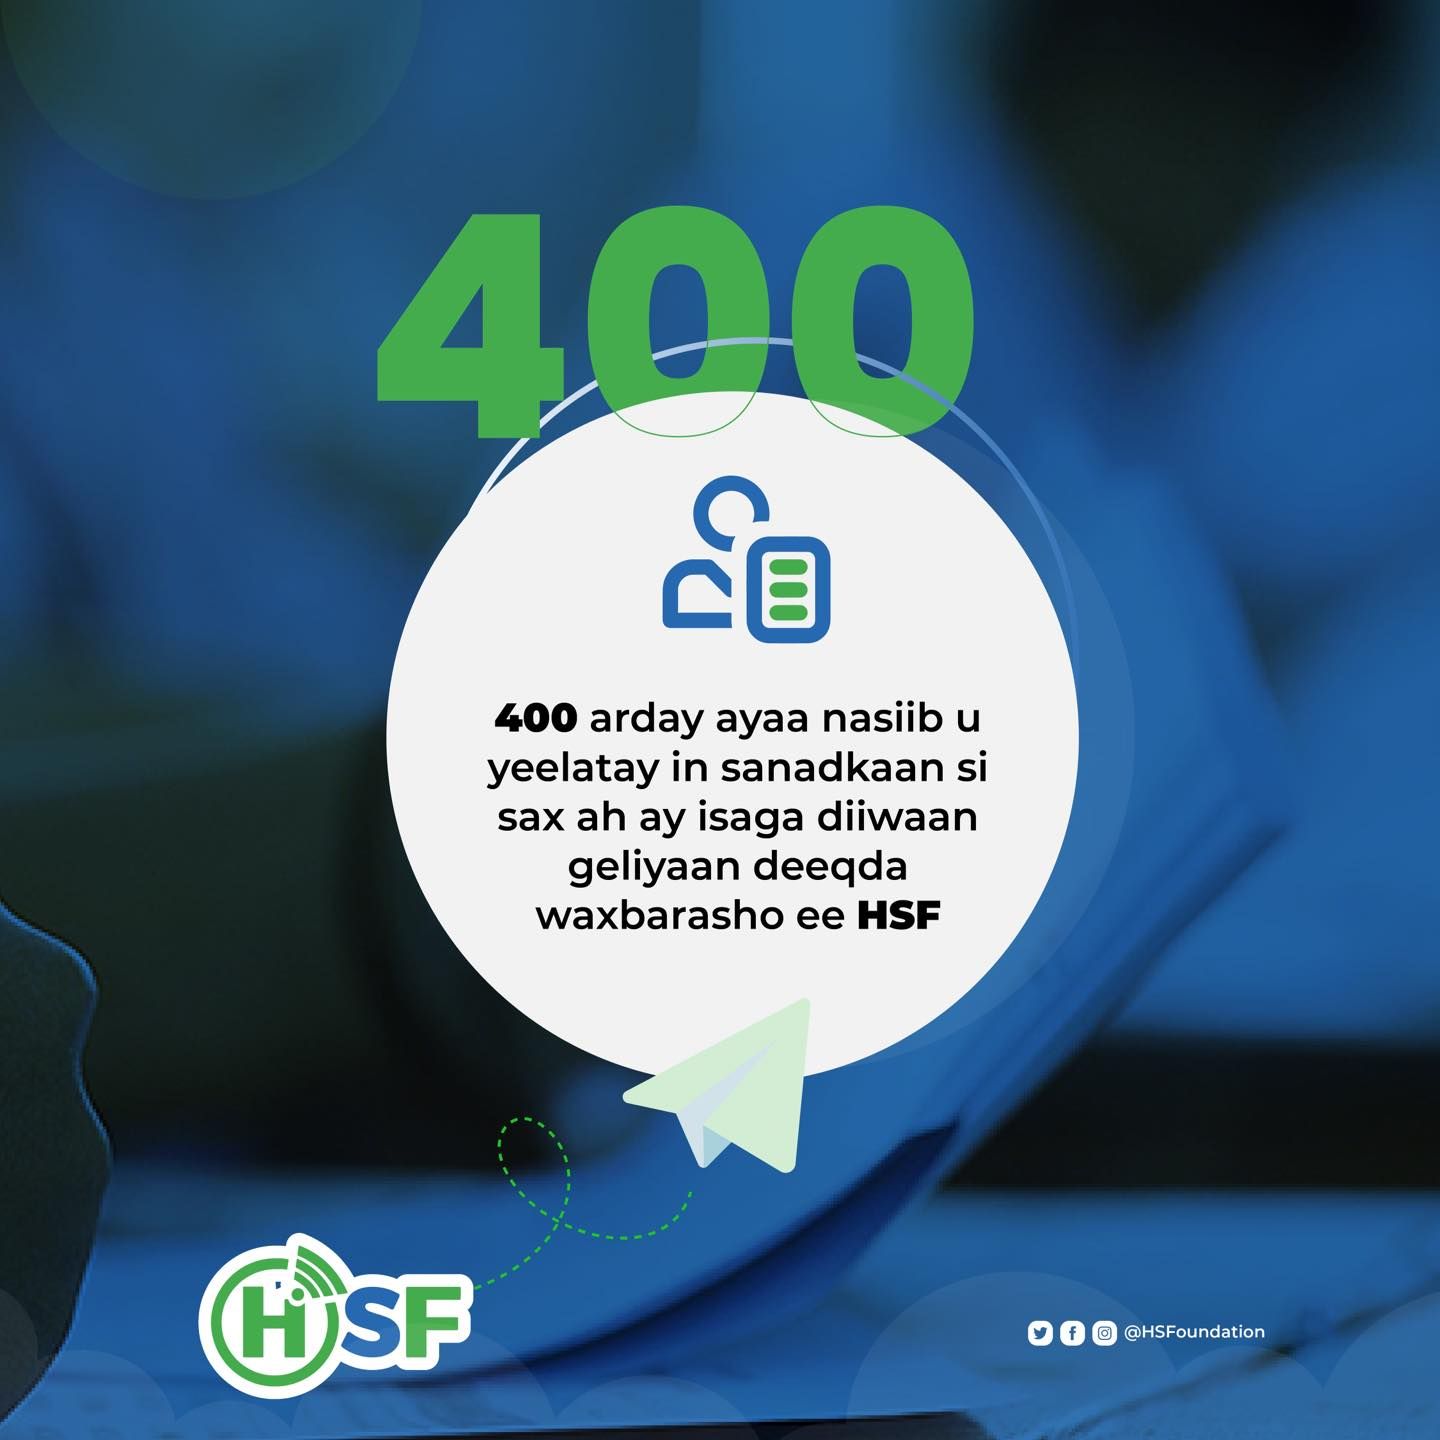 400
400 arday ayaa nasiib u
yeelatay in sanadkaan si
sax ah ay isaga diiwaan
geliyaan deeqda
waxbarasho ee HSF
HSF
@HSFoundation